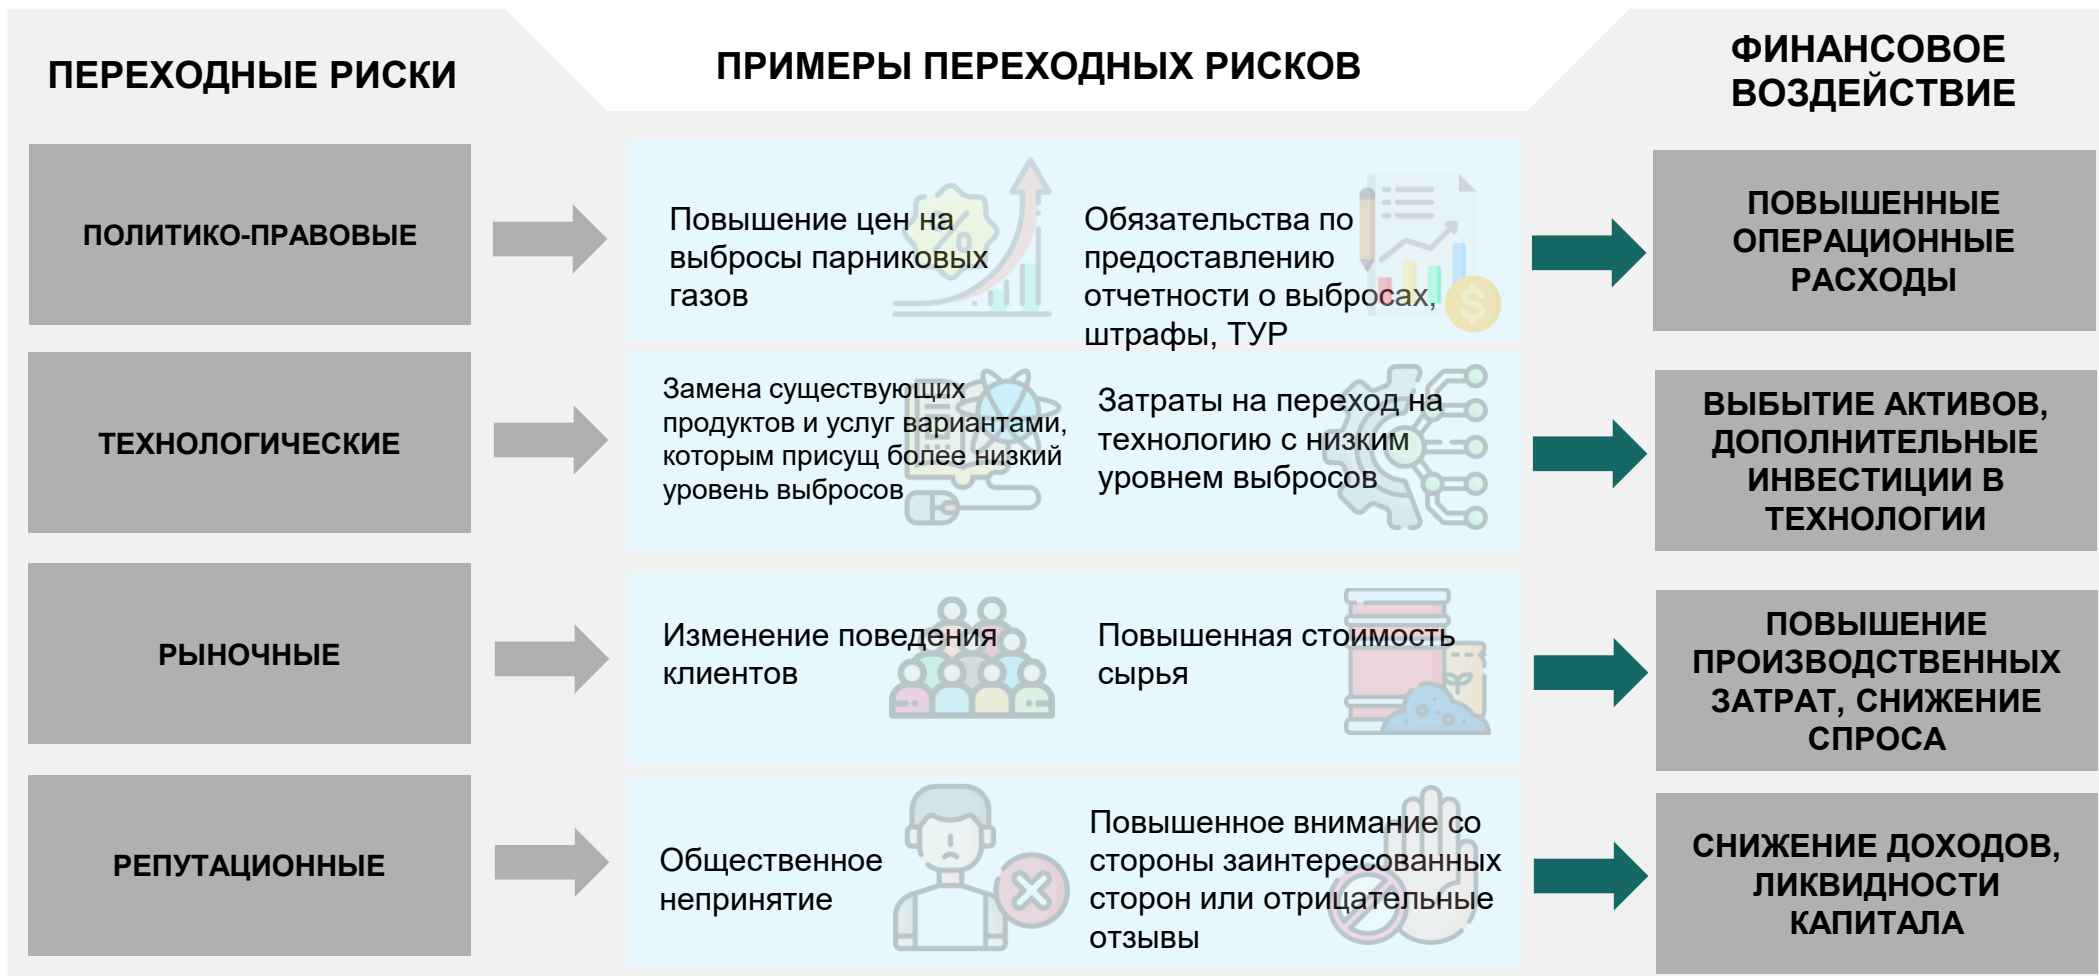 ПЕРЕХОДНЫЕ РИСКИ
ПРИМЕРЫ ПЕРЕХОДНЫХ РИСКОВ
ФИНАНСОВОЕ
ВОЗДЕЙСТВИЕ
ПОЛИТИКО-ПРАВОВЫЕ
Повышение цен на
выбросы парниковых
газов
Обязательства по
предоставлению
отчетности о выбросах,
штрафы, ТУР
ПОВЫШЕННЫЕ
ОПЕРАЦИОННЫЕ
РАСХОДЫ
ТЕХНОЛОГИЧЕСКИЕ
Замена существующих
продуктов и услуг вариантами,
которым присущ более низкий
уровень выбросов
Затраты на переход на
технологию с низким
уровнем выбросов
ВЫБЫТИЕ АКТИВОВ,
ДОПОЛНИТЕЛЬНЫЕ
ИНВЕСТИЦИИ В
ТЕХНОЛОГИИ
РЫНОЧНЫЕ
Изменение поведения
клиентов
Повышенная стоимость
сырья
ПОВЫШЕНИЕ
ПРОИЗВОДСТВЕННЫХ
ЗАТРАТ, СНИЖЕНИЕ
СПРОСА
РЕПУТАЦИОННЫЕ
Общественное
непринятие
Повышенное внимание со
стороны заинтересованных
сторон или отрицательные
отзывы
СНИЖЕНИЕ ДОХОДОВ,
ЛИКВИДНОСТИ
КАПИТАЛА